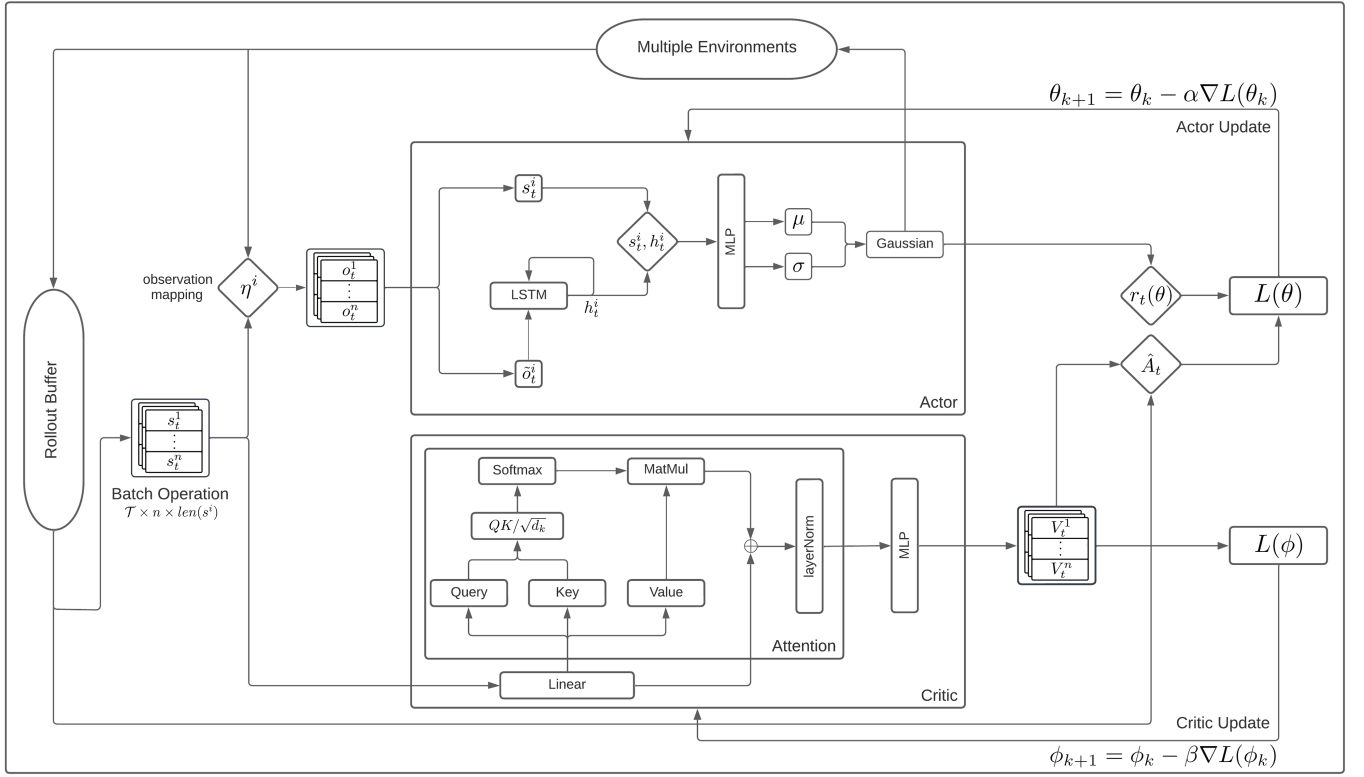 Multiple Environments
θ_{k+1} = θ_k − α∇L(θ_k)
Actor Update
observation
mapping
η^i
o_t^1
⋮
o_t^n
s_t^i
s_t^i, h_t^i
LSTM
h_t^i
õ_t^i
MLP
μ
σ
Gaussian
Actor
r_t(θ)
L(θ)
Â_t
Rollout Buffer
s_t^1
⋮
s_t^n
Batch Operation
𝒯 × n × len(s^i)
Softmax
MatMul
QK/√d_k
Query
Key
Value
⊕
layerNorm
Attention
Linear
MLP
Critic
V_t^1
⋮
V_t^n
L(ϕ)
Critic Update
ϕ_{k+1} = ϕ_k − β∇L(ϕ_k)